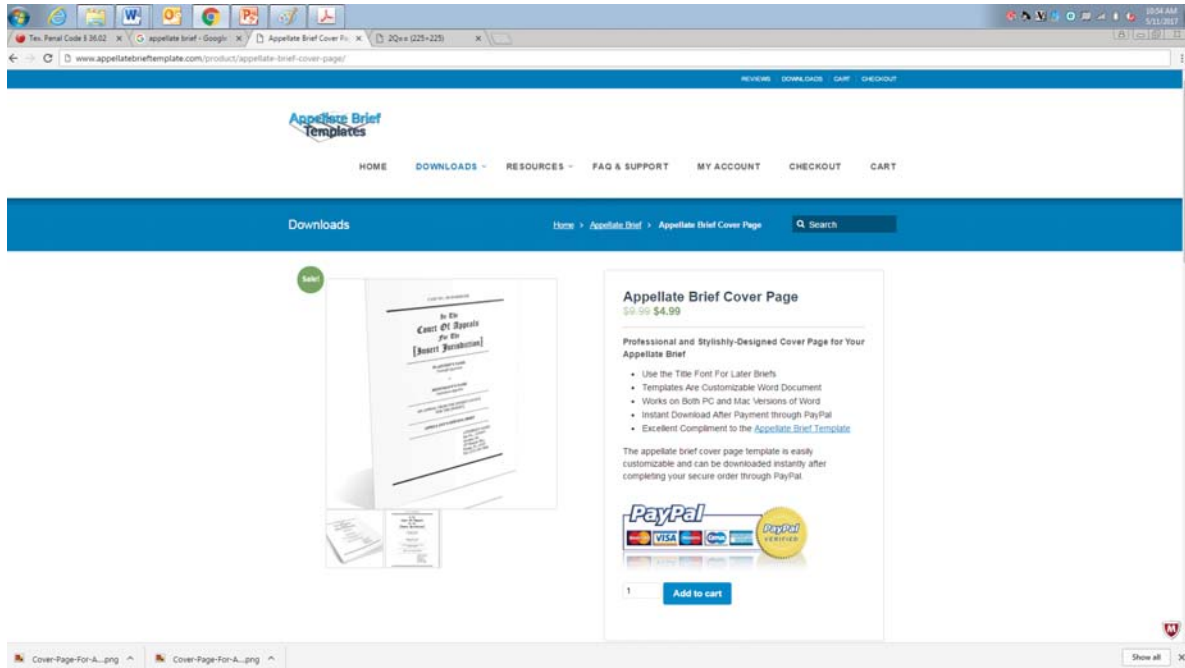 10:54 AM
5/11/2017
Tex. Penal Code § 36.02
appellate brief - Google
Appellate Brief Cover Pa
2Q== (225×225)
www.appellatebrieftemplate.com/product/appellate-brief-cover-page/
REVIEWS DOWNLOADS CART CHECKOUT
Appellate Brief
Templates
HOME DOWNLOADS RESOURCES FAQ & SUPPORT MY ACCOUNT CHECKOUT CART
Downloads
Home > Appellate Brief > Appellate Brief Cover Page
Search
Sale!
In The
Court Of Appeals
For The
[Insert Jurisdiction]
Appellate Brief Cover Page
$9.99 $4.99
Professional and Stylishly-Designed Cover Page for Your
Appellate Brief
• Use the Title Font For Later Briefs
• Templates Are Customizable Word Document
• Works on Both PC and Mac Versions of Word
• Instant Download After Payment through PayPal
• Excellent Compliment to the Appellate Brief Template
The appellate brief cover page template is easily
customizable and can be downloaded instantly after
completing your secure order through PayPal.
PayPal
VISA
Cirrus
PayPal
VERIFIED
1
Add to cart
Cover-Page-For-A....png
Cover-Page-For-A....png
Show all